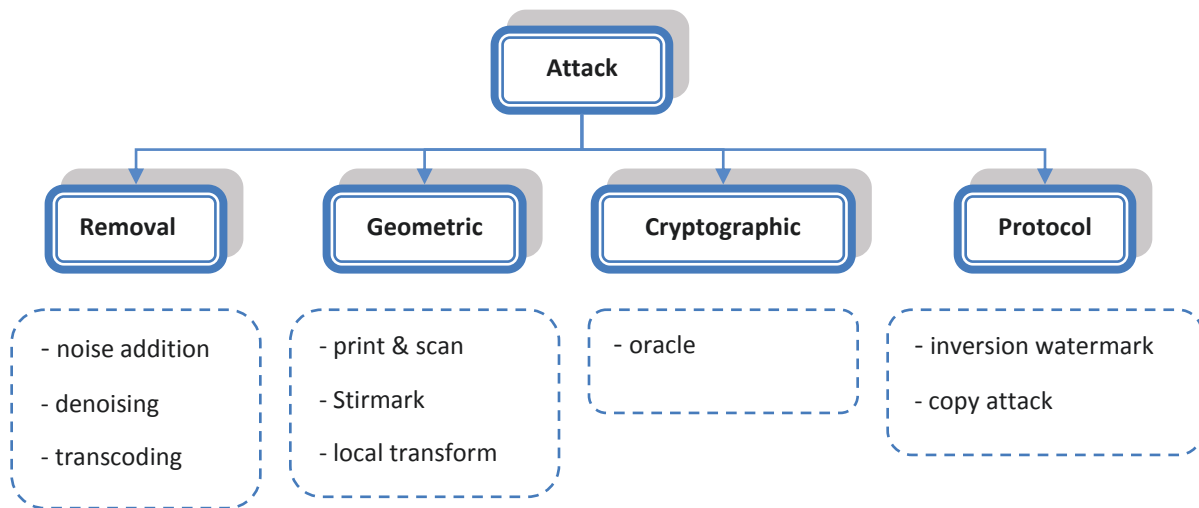 Attack
Removal
Geometric
Cryptographic
Protocol
- noise addition
- denoising
- transcoding
- print & scan
- Stirmark
- local transform
- oracle
- inversion watermark
- copy attack